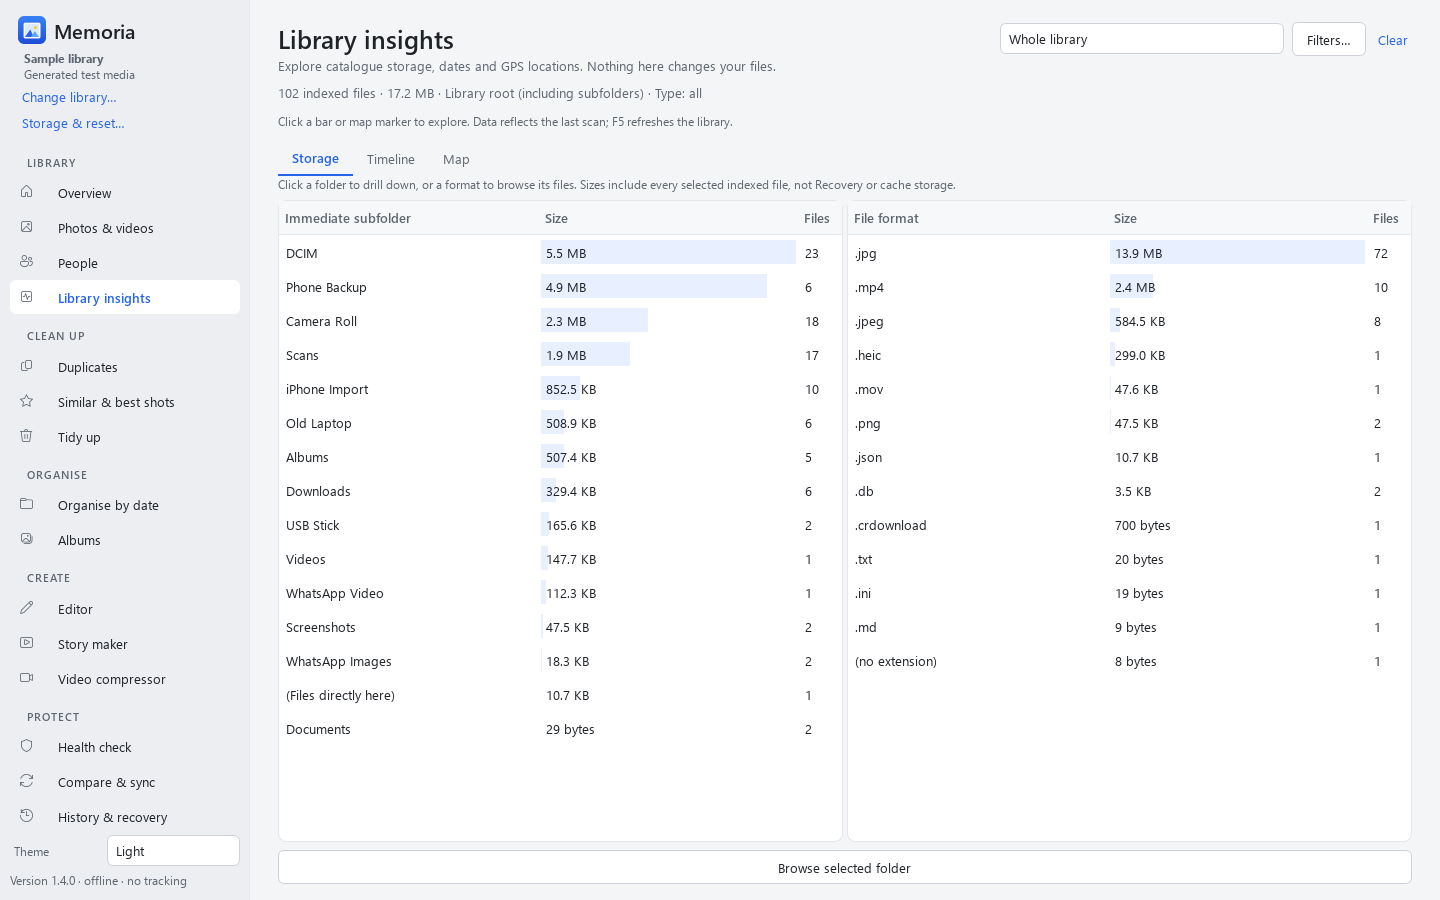 Memoria
Sample library
Generated test media
Change library...
Storage & reset...
LIBRARY
Overview
Photos & videos
People
Library insights
CLEAN UP
Duplicates
Similar & best shots
Tidy up
ORGANISE
Organise by date
Albums
CREATE
Editor
Story maker
Video compressor
PROTECT
Health check
Compare & sync
History & recovery
Theme Light
Version 1.4.0 · offline · no tracking
Library insights
Whole library Filters... Clear
Explore catalogue storage, dates and GPS locations. Nothing here changes your files.
102 indexed files · 17.2 MB · Library root (including subfolders) · Type: all
Click a bar or map marker to explore. Data reflects the last scan; F5 refreshes the library.
Storage Timeline Map
Click a folder to drill down, or a format to browse its files. Sizes include every selected indexed file, not Recovery or cache storage.
Immediate subfolder Size Files
DCIM 5.5 MB 23
Phone Backup 4.9 MB 6
Camera Roll 2.3 MB 18
Scans 1.9 MB 17
iPhone Import 852.5 KB 10
Old Laptop 508.9 KB 6
Albums 507.4 KB 5
Downloads 329.4 KB 6
USB Stick 165.6 KB 2
Videos 147.7 KB 1
WhatsApp Video 112.3 KB 1
Screenshots 47.5 KB 2
WhatsApp Images 18.3 KB 2
(Files directly here) 10.7 KB 1
Documents 29 bytes 2
File format Size Files
.jpg 13.9 MB 72
.mp4 2.4 MB 10
.jpeg 584.5 KB 8
.heic 299.0 KB 1
.mov 47.6 KB 1
.png 47.5 KB 2
.json 10.7 KB 1
.db 3.5 KB 2
.crdownload 700 bytes 1
.txt 20 bytes 1
.ini 19 bytes 1
.md 9 bytes 1
(no extension) 8 bytes 1
Browse selected folder